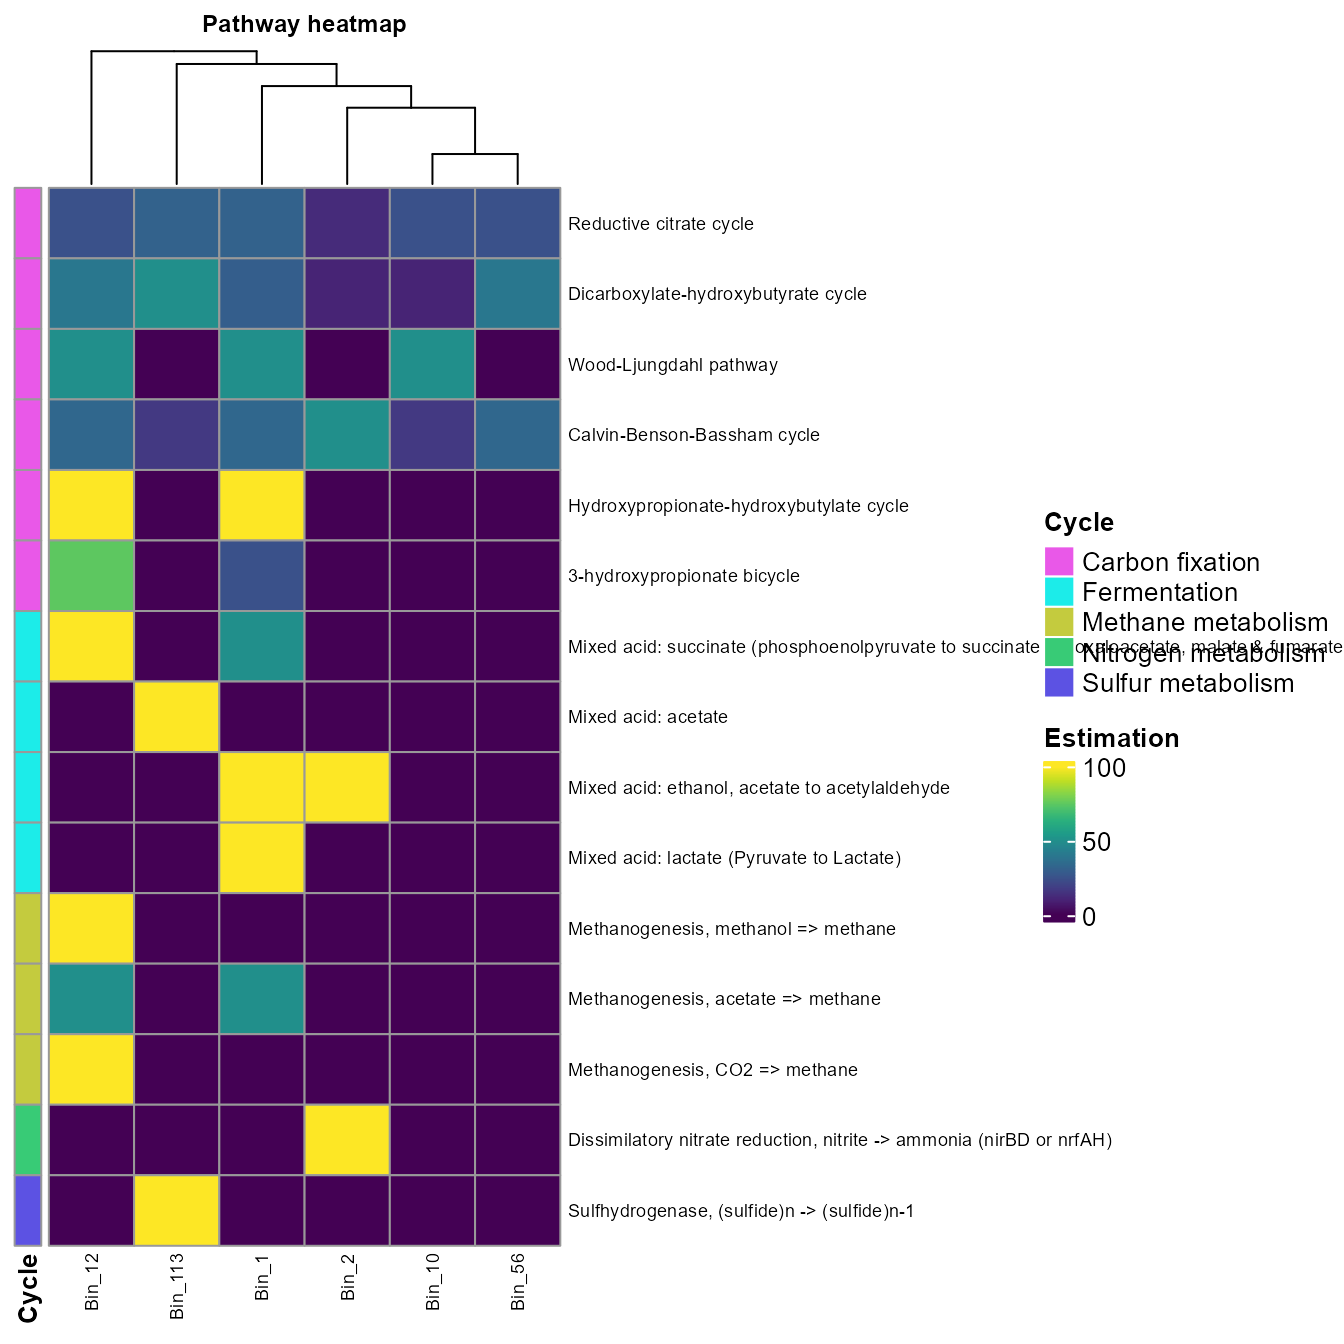 Pathway heatmap
Reductive citrate cycle
Dicarboxylate-hydroxybutyrate cycle
Wood-Ljungdahl pathway
Calvin-Benson-Bassham cycle
Hydroxypropionate-hydroxybutylate cycle
3-hydroxypropionate bicycle
Mixed acid: succinate (phosphoenolpyruvate to succinate oxaloacetate, malate & fumarate
Mixed acid: acetate
Mixed acid: ethanol, acetate to acetylaldehyde
Mixed acid: lactate (Pyruvate to Lactate)
Methanogenesis, methanol => methane
Methanogenesis, acetate => methane
Methanogenesis, CO2 => methane
Dissimilatory nitrate reduction, nitrite -> ammonia (nirBD or nrfAH)
Sulfhydrogenase, (sulfide)n -> (sulfide)n-1
Cycle
Carbon fixation
Fermentation
Methane metabolism
Nitrogen metabolism
Sulfur metabolism
Estimation
100
50
0
Cycle
Bin_12
Bin_113
Bin_1
Bin_2
Bin_10
Bin_56